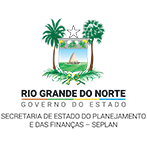 RIO GRANDE DO NORTE
GOVERNO DO ESTADO
SECRETARIA DE ESTADO DO PLANEJAMENTO
E DAS FINANÇAS – SEPLAN